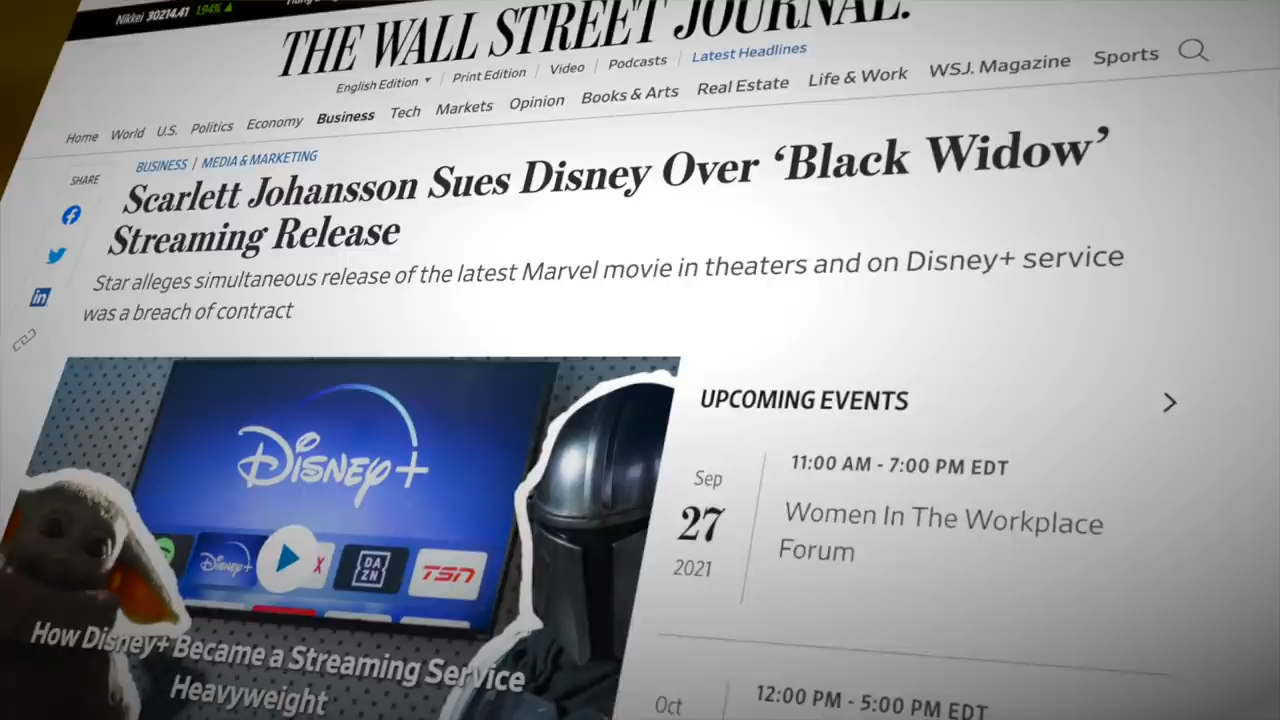 Nikkei 30214.41 1.94% ▲
THE WALL STREET JOURNAL.
English Edition ▾ | Print Edition | Video | Podcasts | Latest Headlines
Home World U.S. Politics Economy Business Tech Markets Opinion Books & Arts Real Estate Life & Work WSJ. Magazine Sports
SHARE
BUSINESS | MEDIA & MARKETING
Scarlett Johansson Sues Disney Over ‘Black Widow’
Streaming Release
Star alleges simultaneous release of the latest Marvel movie in theaters and on Disney+ service
was a breach of contract
Disney+
Disney+
DA
ZN
TSN
How Disney+ Became a Streaming Service
Heavyweight
UPCOMING EVENTS
Sep
27
2021
11:00 AM - 7:00 PM EDT
Women In The Workplace
Forum
Oct
12:00 PM - 5:00 PM EDT